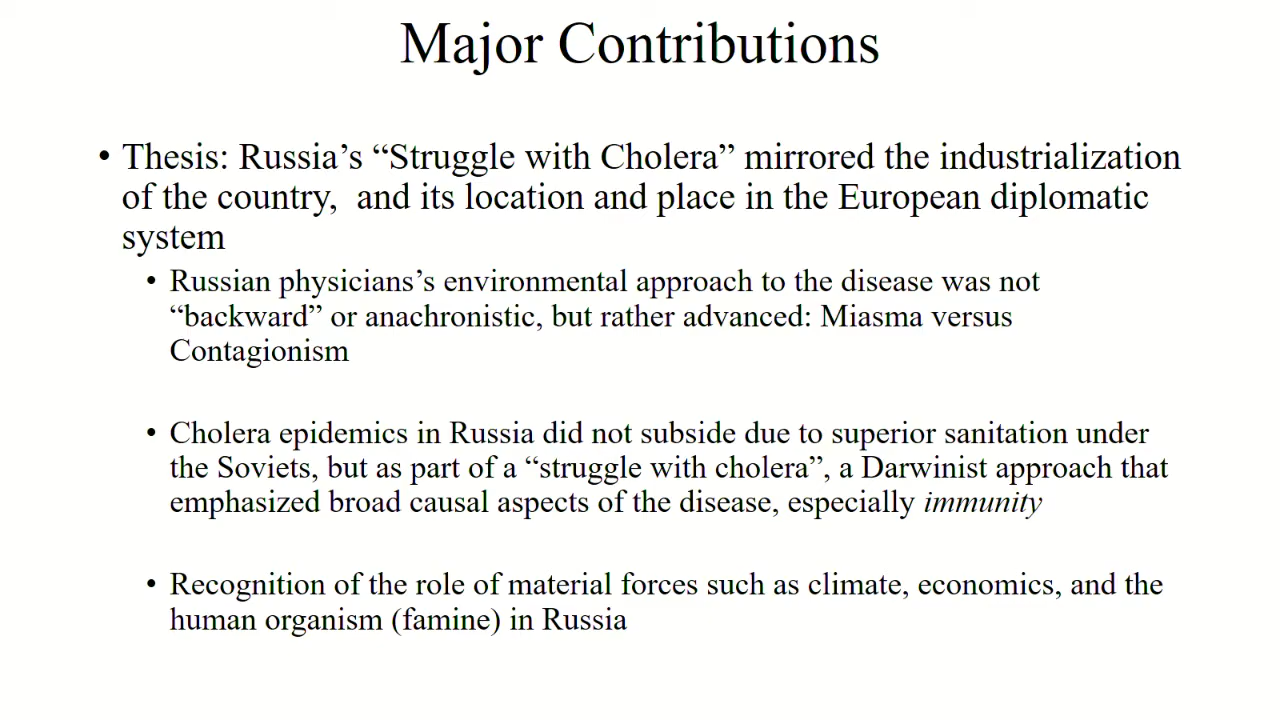 Major Contributions
• Thesis: Russia’s “Struggle with Cholera” mirrored the industrialization
of the country,  and its location and place in the European diplomatic
system
• Russian physicians’s environmental approach to the disease was not
“backward” or anachronistic, but rather advanced: Miasma versus
Contagionism
• Cholera epidemics in Russia did not subside due to superior sanitation under
the Soviets, but as part of a “struggle with cholera”, a Darwinist approach that
emphasized broad causal aspects of the disease, especially immunity
• Recognition of the role of material forces such as climate, economics, and the
human organism (famine) in Russia